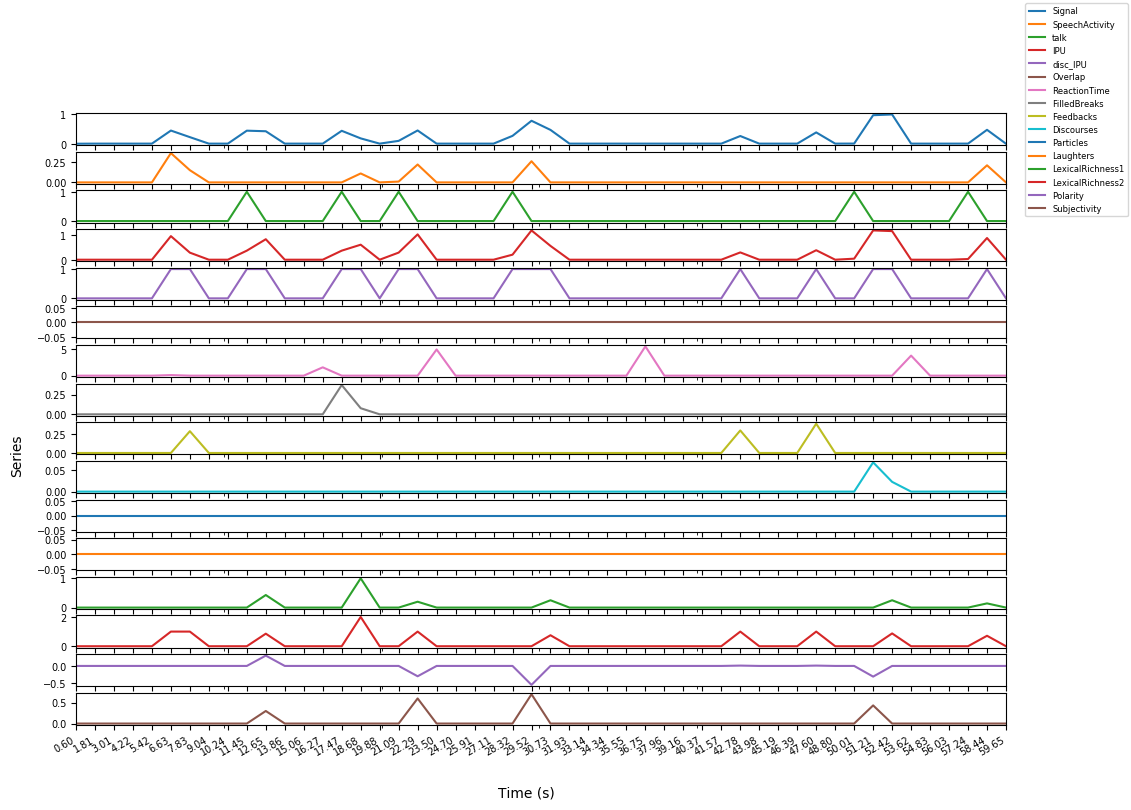 Signal
SpeechActivity
talk
IPU
disc_IPU
Overlap
ReactionTime
FilledBreaks
Feedbacks
Discourses
Particles
Laughters
LexicalRichness1
LexicalRichness2
Polarity
Subjectivity
1
0
0.25
0.00
1
0
1
0
1
0
0.05
0.00
−0.05
5
0
0.25
0.00
0.25
0.00
0.05
0.00
0.05
0.00
−0.05
0.05
0.00
−0.05
1
0
2
0
0.0
−0.5
0.5
0.0
Series
0.60 1.81 3.01 4.22 5.42 6.63 7.83 9.04 10.24 11.45 12.65 13.86 15.06 16.27 17.47 18.68 19.88 21.09 22.29 23.50 24.70 25.91 27.11 28.32 29.52 30.73 31.93 33.14 34.34 35.55 36.75 37.96 39.16 40.37 41.57 42.78 43.98 45.19 46.39 47.60 48.80 50.01 51.21 52.42 53.62 54.83 56.03 57.24 58.44 59.65
Time (s)